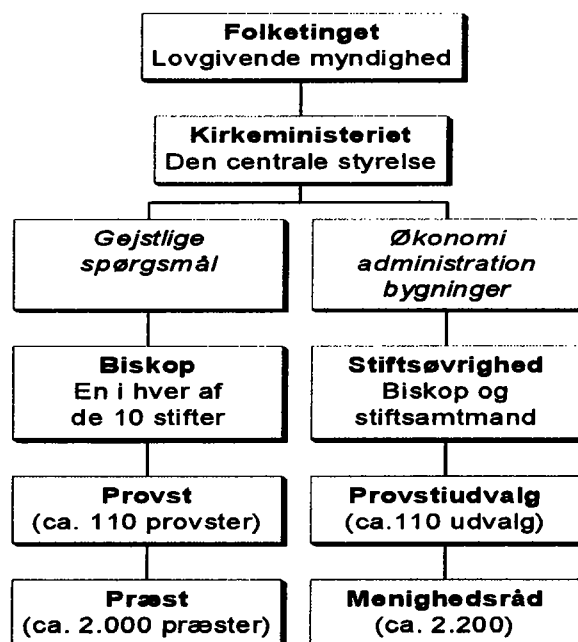 Folketinget
Lovgivende myndighed
Kirkeministeriet
Den centrale styrelse
Gejstlige
spørgsmål
Økonomi
administration
bygninger
Biskop
En i hver af
de 10 stifter
Stiftsøvrighed
Biskop og
stiftsamtmand
Provst
(ca. 110 provster)
Provstiudvalg
(ca.110 udvalg)
Præst
(ca. 2.000 præster)
Menighedsråd
(ca. 2.200)